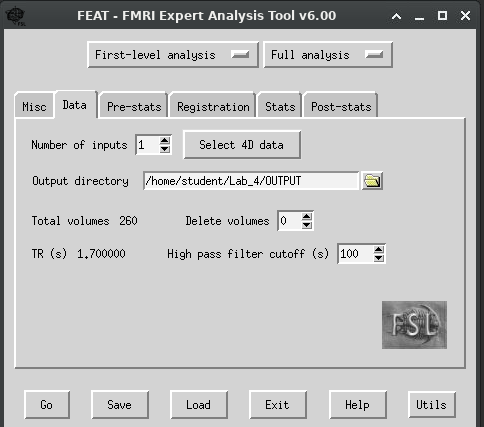 FEAT - FMRI Expert Analysis Tool v6.00
First-level analysis Full analysis
Misc Data Pre-stats Registration Stats Post-stats
Number of inputs 1 Select 4D data
Output directory /home/student/Lab_4/OUTPUT
Total volumes 260 Delete volumes 0
TR (s) 1.700000 High pass filter cutoff (s) 100
FSL
Go Save Load Exit Help Utils